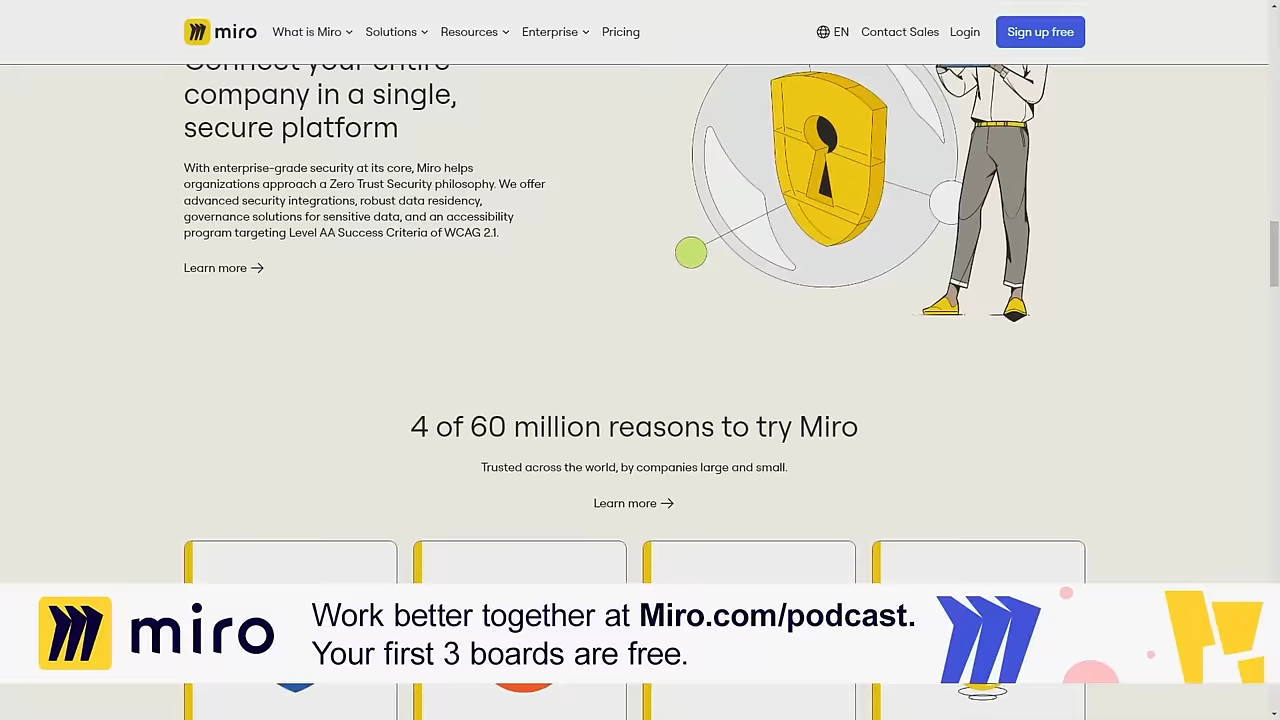 miro What is Miro Solutions Resources Enterprise Pricing EN Contact Sales Login Sign up free
Connect your entire
company in a single,
secure platform
With enterprise-grade security at its core, Miro helps
organizations approach a Zero Trust Security philosophy. We offer
advanced security integrations, robust data residency,
governance solutions for sensitive data, and an accessibility
program targeting Level AA Success Criteria of WCAG 2.1.
Learn more →
4 of 60 million reasons to try Miro
Trusted across the world, by companies large and small.
Learn more →
miro
Work better together at Miro.com/podcast.
Your first 3 boards are free.